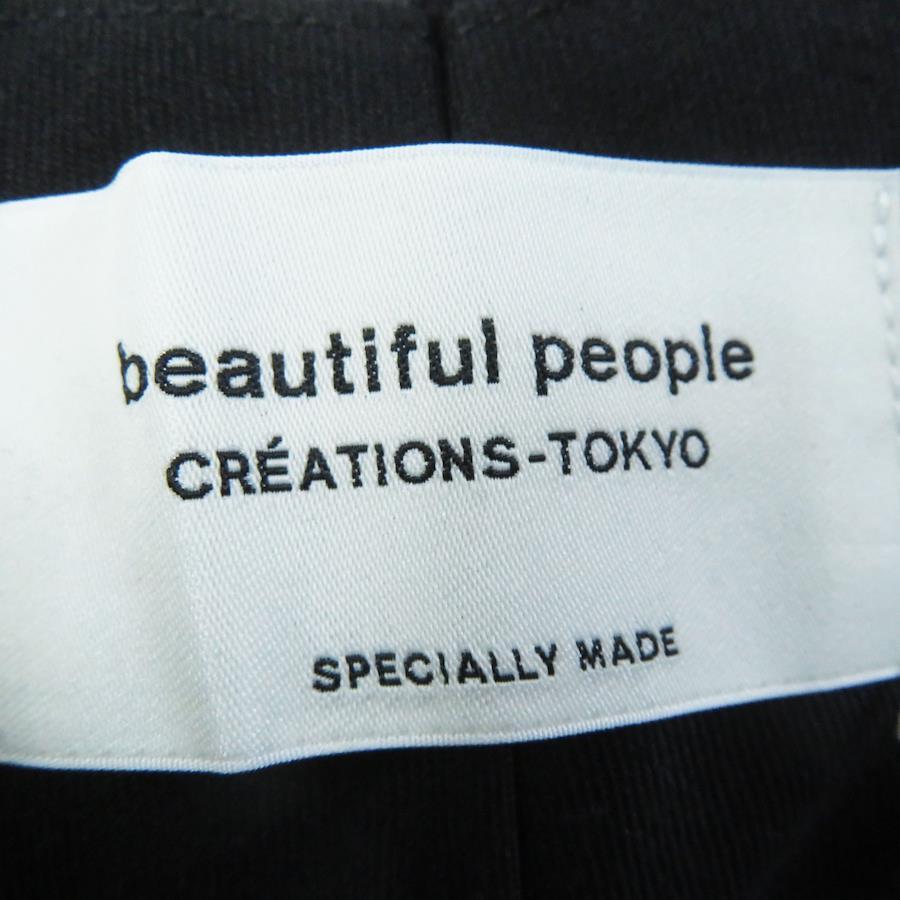 beautiful people
CRÉATIONS-TOKYO
SPECIALLY MADE